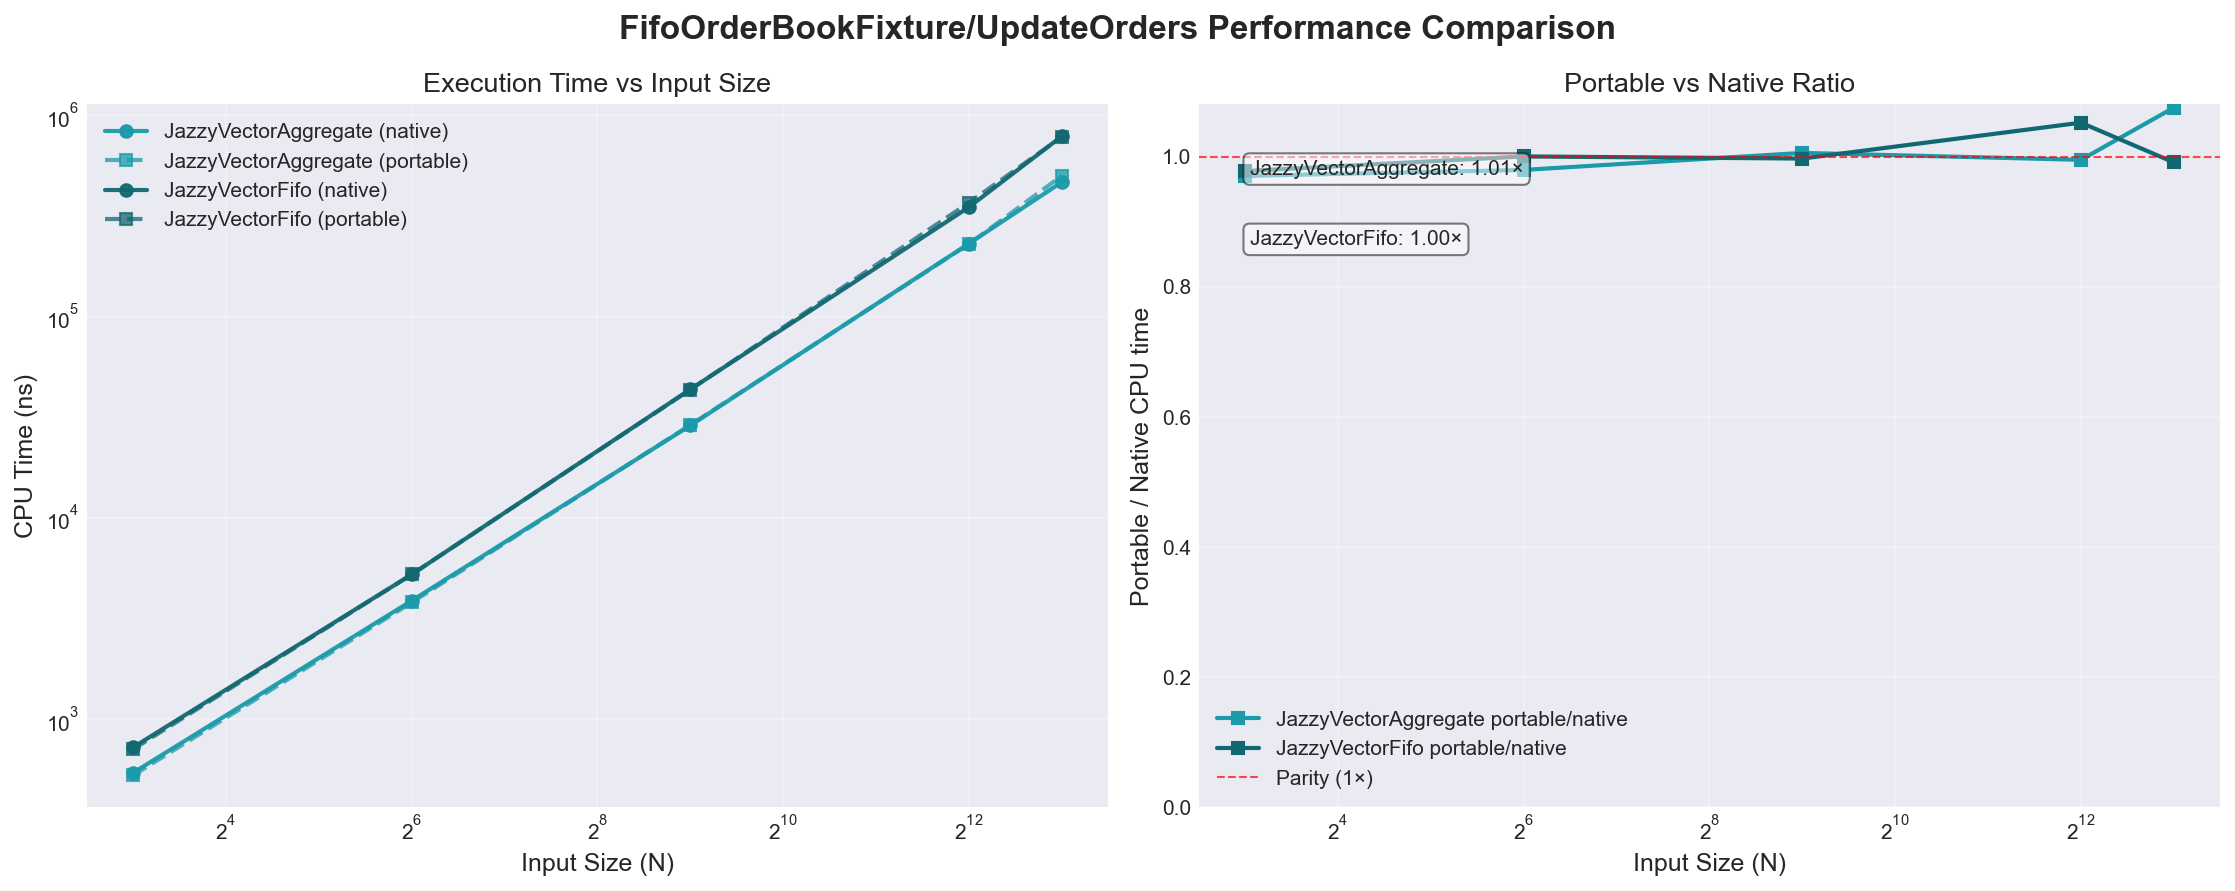 FifoOrderBookFixture/UpdateOrders Performance Comparison
Execution Time vs Input Size
10^6
10^5
10^4
10^3
CPU Time (ns)
JazzyVectorAggregate (native)
JazzyVectorAggregate (portable)
JazzyVectorFifo (native)
JazzyVectorFifo (portable)
2^4 2^6 2^8 2^10 2^12
Input Size (N)
Portable vs Native Ratio
1.0
0.8
0.6
0.4
0.2
0.0
Portable / Native CPU time
JazzyVectorAggregate: 1.01×
JazzyVectorFifo: 1.00×
JazzyVectorAggregate portable/native
JazzyVectorFifo portable/native
Parity (1×)
2^4 2^6 2^8 2^10 2^12
Input Size (N)